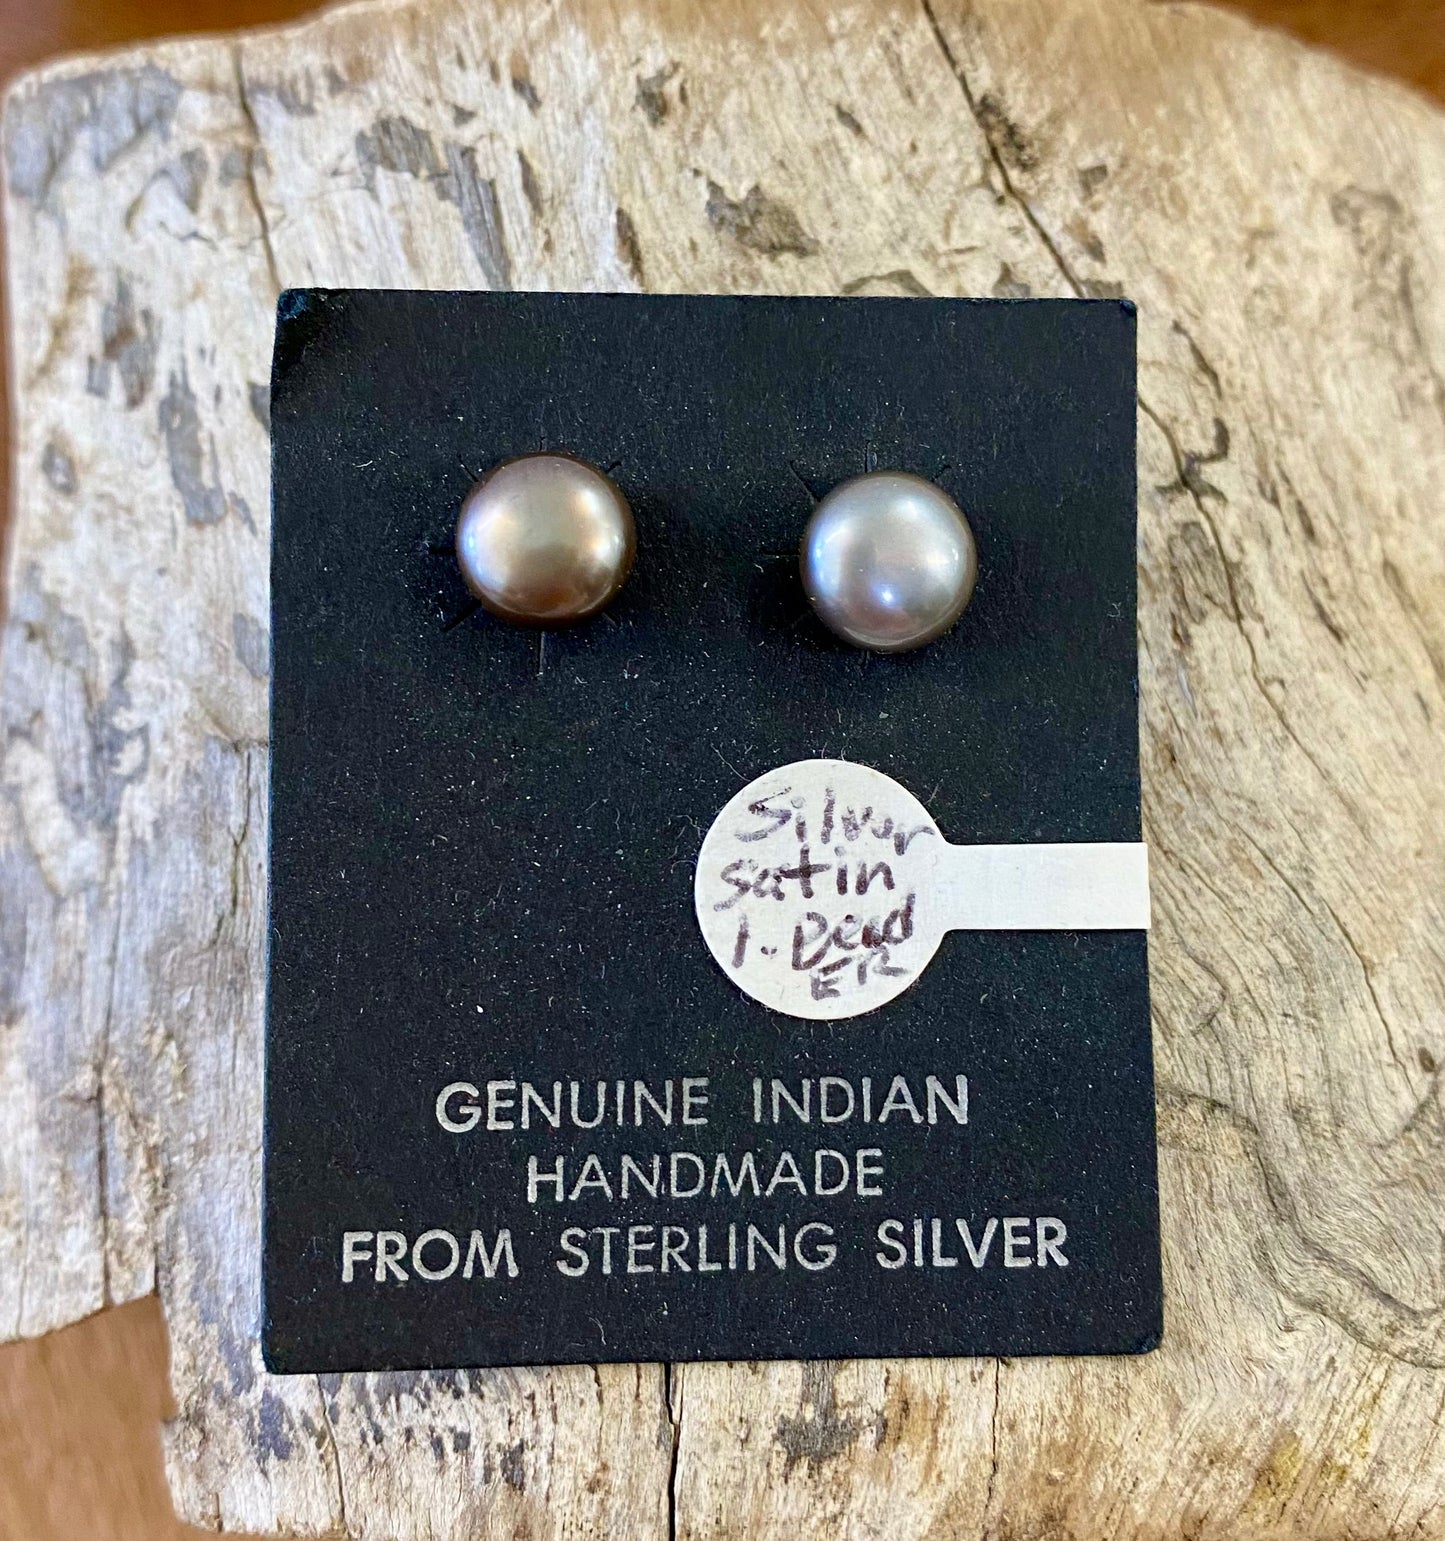 Silver
satin
1. Bead
ER
GENUINE INDIAN
HANDMADE
FROM STERLING SILVER